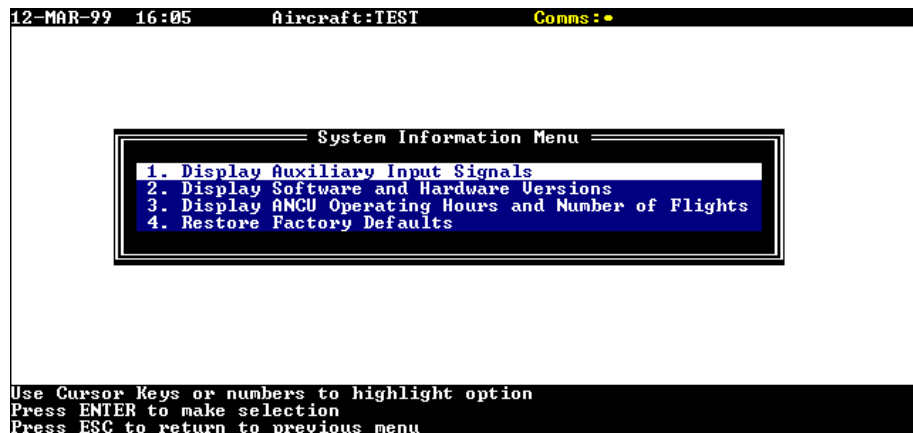 12-MAR-99 16:05 Aircraft:TEST Comms:•
System Information Menu
1. Display Auxiliary Input Signals
2. Display Software and Hardware Versions
3. Display ANCU Operating Hours and Number of Flights
4. Restore Factory Defaults
Use Cursor Keys or numbers to highlight option
Press ENTER to make selection
Press ESC to return to previous menu